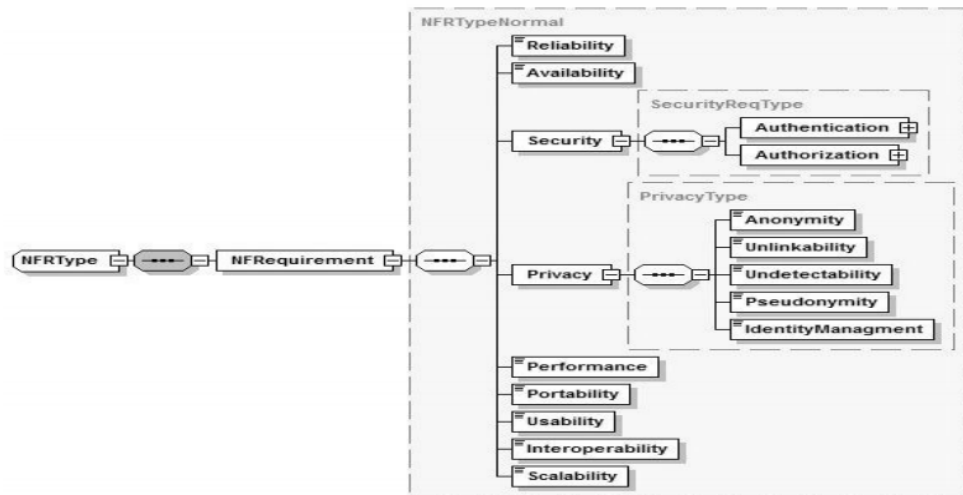 NFRTypeNormal
Reliability
Availability
SecurityReqType
Security
Authentication
Authorization
PrivacyType
Anonymity
Unlinkability
NFRType
NFRequirement
Privacy
Undetectability
Pseudonymity
IdentityManagment
Performance
Portability
Usability
Interoperability
Scalability